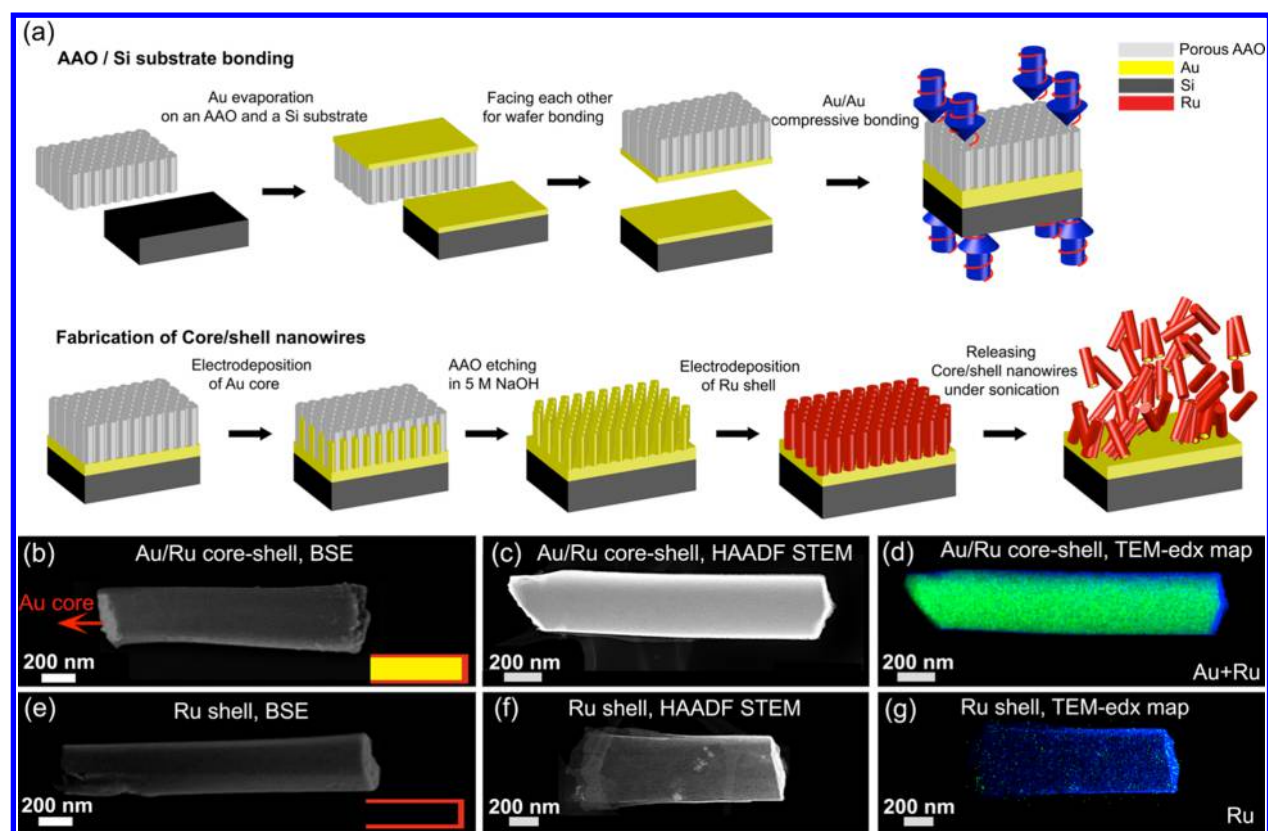 (a)
AAO / Si substrate bonding
Au evaporation
on an AAO and a Si substrate
Facing each other
for wafer bonding
Au/Au
compressive bonding
Porous AAO
Au
Si
Ru
Fabrication of Core/shell nanowires
Electrodeposition
of Au core
AAO etching
in 5 M NaOH
Electrodeposition
of Ru shell
Releasing
Core/shell nanowires
under sonication
(b)
Au/Ru core-shell, BSE
Au core
200 nm
(c)
Au/Ru core-shell, HAADF STEM
200 nm
(d)
Au/Ru core-shell, TEM-edx map
200 nm
Au+Ru
(e)
Ru shell, BSE
200 nm
(f)
Ru shell, HAADF STEM
200 nm
(g)
Ru shell, TEM-edx map
200 nm
Ru